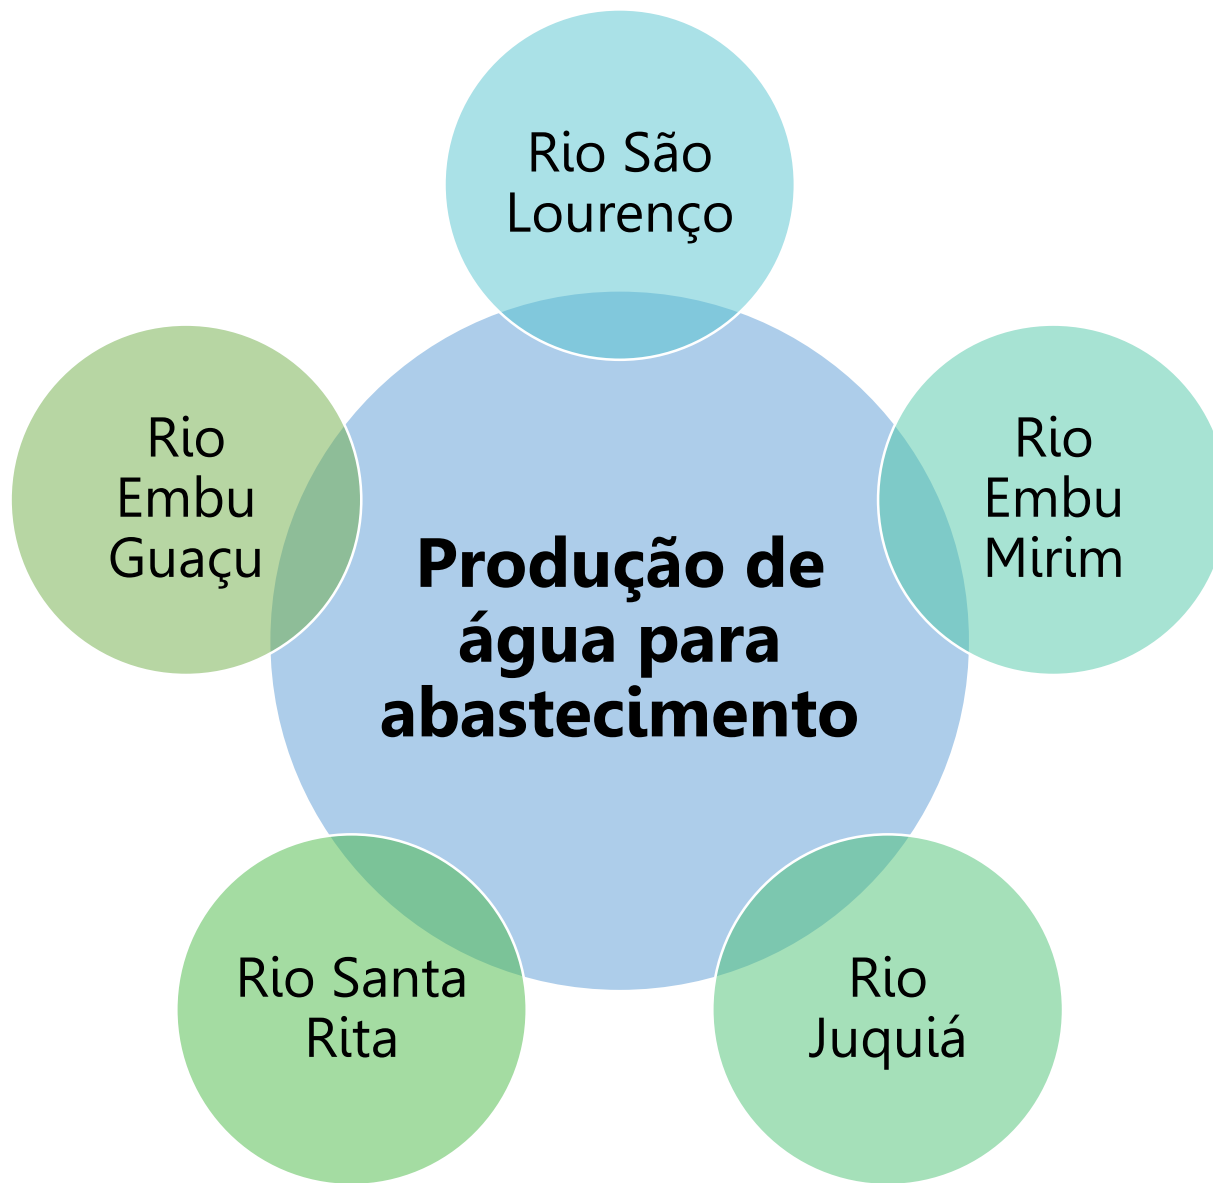 Rio São
Lourenço
Rio
Embu
Mirim
Rio
Juquiá
Rio Santa
Rita
Rio
Embu
Guaçu
Produção de
água para
abastecimento